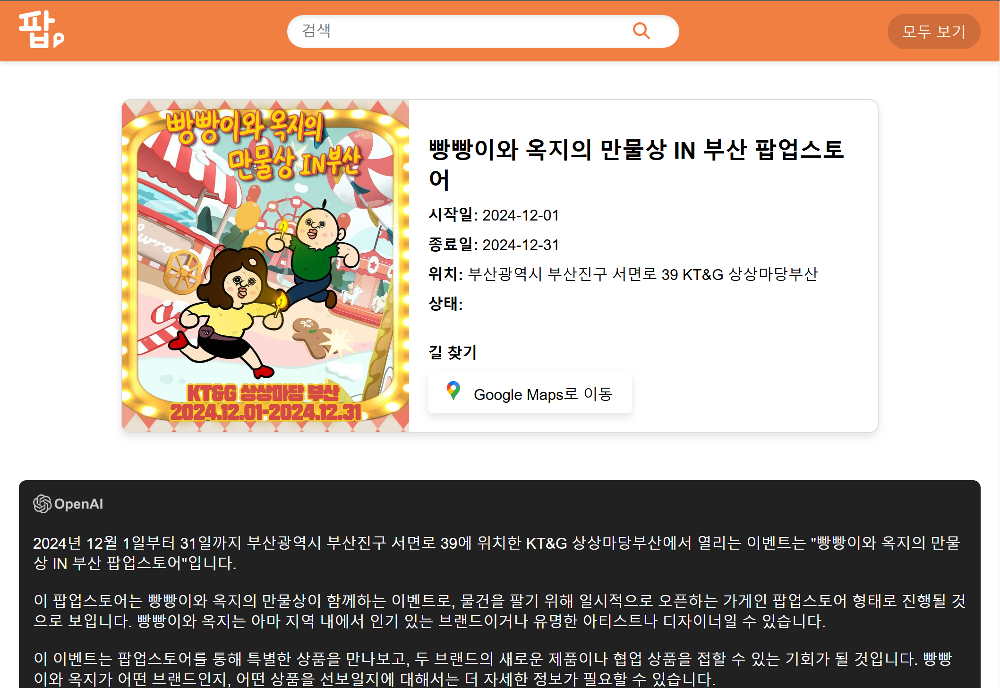 팝
검색
모두 보기
빵빵이와 옥지의
만물상 IN부산
KT&G 상상마당 부산
2024.12.01-2024.12.31
빵빵이와 옥지의 만물상 IN 부산 팝업스토
어
시작일: 2024-12-01
종료일: 2024-12-31
위치: 부산광역시 부산진구 서면로 39 KT&G 상상마당부산
상태:
길 찾기
Google Maps로 이동
OpenAI
2024년 12월 1일부터 31일까지 부산광역시 부산진구 서면로 39에 위치한 KT&G 상상마당부산에서 열리는 이벤트는 "빵빵이와 옥지의 만물
상 IN 부산 팝업스토어"입니다.
이 팝업스토어는 빵빵이와 옥지의 만물상이 함께하는 이벤트로, 물건을 팔기 위해 일시적으로 오픈하는 가게인 팝업스토어 형태로 진행될 것
으로 보입니다. 빵빵이와 옥지는 아마 지역 내에서 인기 있는 브랜드이거나 유명한 아티스트나 디자이너일 수 있습니다.
이 이벤트는 팝업스토어를 통해 특별한 상품을 만나보고, 두 브랜드의 새로운 제품이나 협업 상품을 접할 수 있는 기회가 될 것입니다. 빵빵
이와 옥지가 어떤 브랜드인지, 어떤 상품을 선보일지에 대해서는 더 자세한 정보가 필요할 수 있습니다.